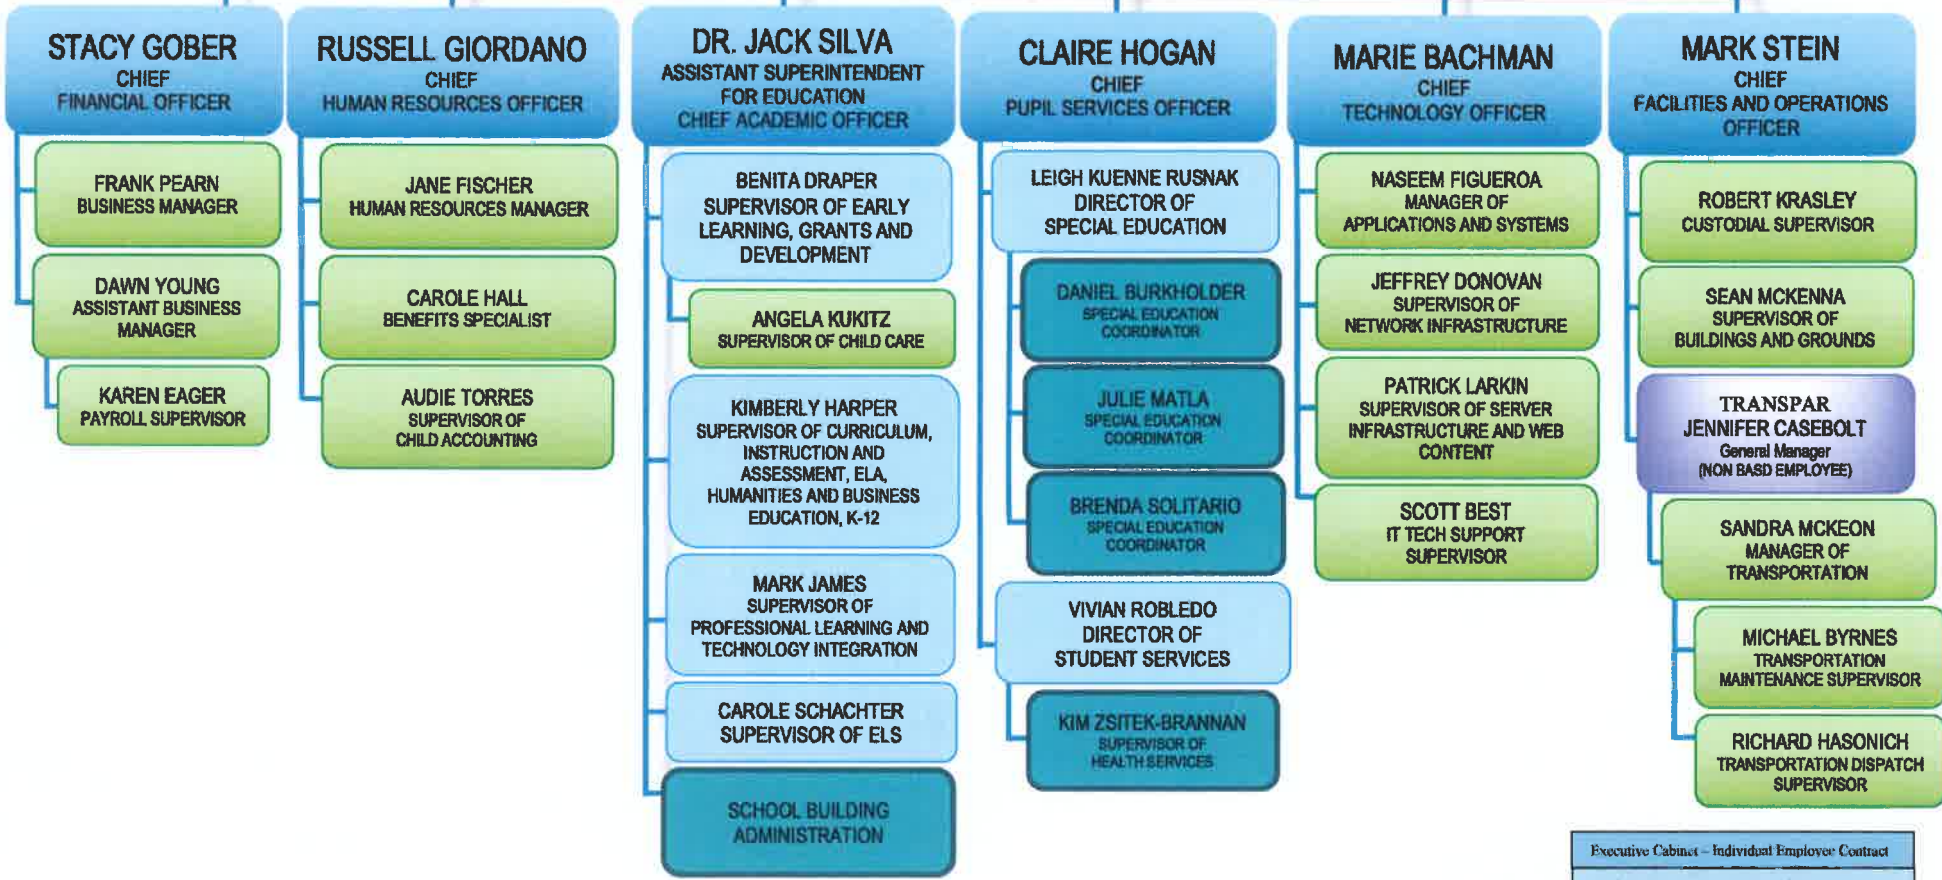 STACY GOBER
CHIEF
FINANCIAL OFFICER
FRANK PEARN
BUSINESS MANAGER
DAWN YOUNG
ASSISTANT BUSINESS
MANAGER
KAREN EAGER
PAYROLL SUPERVISOR
RUSSELL GIORDANO
CHIEF
HUMAN RESOURCES OFFICER
JANE FISCHER
HUMAN RESOURCES MANAGER
CAROLE HALL
BENEFITS SPECIALIST
AUDIE TORRES
SUPERVISOR OF
CHILD ACCOUNTING
DR. JACK SILVA
ASSISTANT SUPERINTENDENT
FOR EDUCATION
CHIEF ACADEMIC OFFICER
BENITA DRAPER
SUPERVISOR OF EARLY
LEARNING, GRANTS AND
DEVELOPMENT
ANGELA KUKITZ
SUPERVISOR OF CHILD CARE
KIMBERLY HARPER
SUPERVISOR OF CURRICULUM,
INSTRUCTION AND
ASSESSMENT, ELA,
HUMANITIES AND BUSINESS
EDUCATION, K-12
MARK JAMES
SUPERVISOR OF
PROFESSIONAL LEARNING AND
TECHNOLOGY INTEGRATION
CAROLE SCHACHTER
SUPERVISOR OF ELS
SCHOOL BUILDING
ADMINISTRATION
CLAIRE HOGAN
CHIEF
PUPIL SERVICES OFFICER
LEIGH KUENNE RUSNAK
DIRECTOR OF
SPECIAL EDUCATION
DANIEL BURKHOLDER
SPECIAL EDUCATION
COORDINATOR
JULIE MATLA
SPECIAL EDUCATION
COORDINATOR
BRENDA SOLITARIO
SPECIAL EDUCATION
COORDINATOR
VIVIAN ROBLEDO
DIRECTOR OF
STUDENT SERVICES
KIM ZSITEK-BRANNAN
SUPERVISOR OF
HEALTH SERVICES
MARIE BACHMAN
CHIEF
TECHNOLOGY OFFICER
NASEEM FIGUEROA
MANAGER OF
APPLICATIONS AND SYSTEMS
JEFFREY DONOVAN
SUPERVISOR OF
NETWORK INFRASTRUCTURE
PATRICK LARKIN
SUPERVISOR OF SERVER
INFRASTRUCTURE AND WEB
CONTENT
SCOTT BEST
IT TECH SUPPORT
SUPERVISOR
MARK STEIN
CHIEF
FACILITIES AND OPERATIONS
OFFICER
ROBERT KRASLEY
CUSTODIAL SUPERVISOR
SEAN MCKENNA
SUPERVISOR OF
BUILDINGS AND GROUNDS
TRANSPAR
JENNIFER CASEBOLT
General Manager
(NON BASD EMPLOYEE)
SANDRA MCKEON
MANAGER OF
TRANSPORTATION
MICHAEL BYRNES
TRANSPORTATION
MAINTENANCE SUPERVISOR
RICHARD HASONICH
TRANSPORTATION DISPATCH
SUPERVISOR
Executive Cabinet – Individual Employee Contract